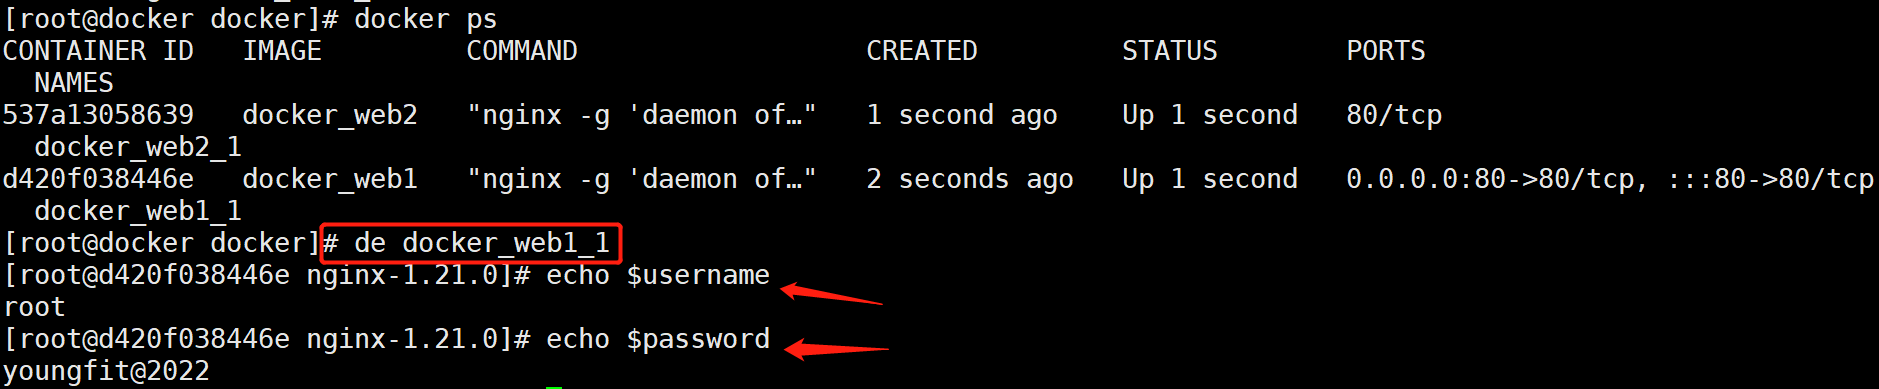 [root@docker docker]# docker ps
CONTAINER ID   IMAGE         COMMAND                  CREATED         STATUS        PORTS
  NAMES
537a13058639   docker_web2   "nginx -g 'daemon of…"   1 second ago    Up 1 second   80/tcp
  docker_web2_1
d420f038446e   docker_web1   "nginx -g 'daemon of…"   2 seconds ago   Up 1 second   0.0.0.0:80->80/tcp, :::80->80/tcp
  docker_web1_1
[root@docker docker]# de docker_web1_1
[root@d420f038446e nginx-1.21.0]# echo $username
root
[root@d420f038446e nginx-1.21.0]# echo $password
youngfit@2022